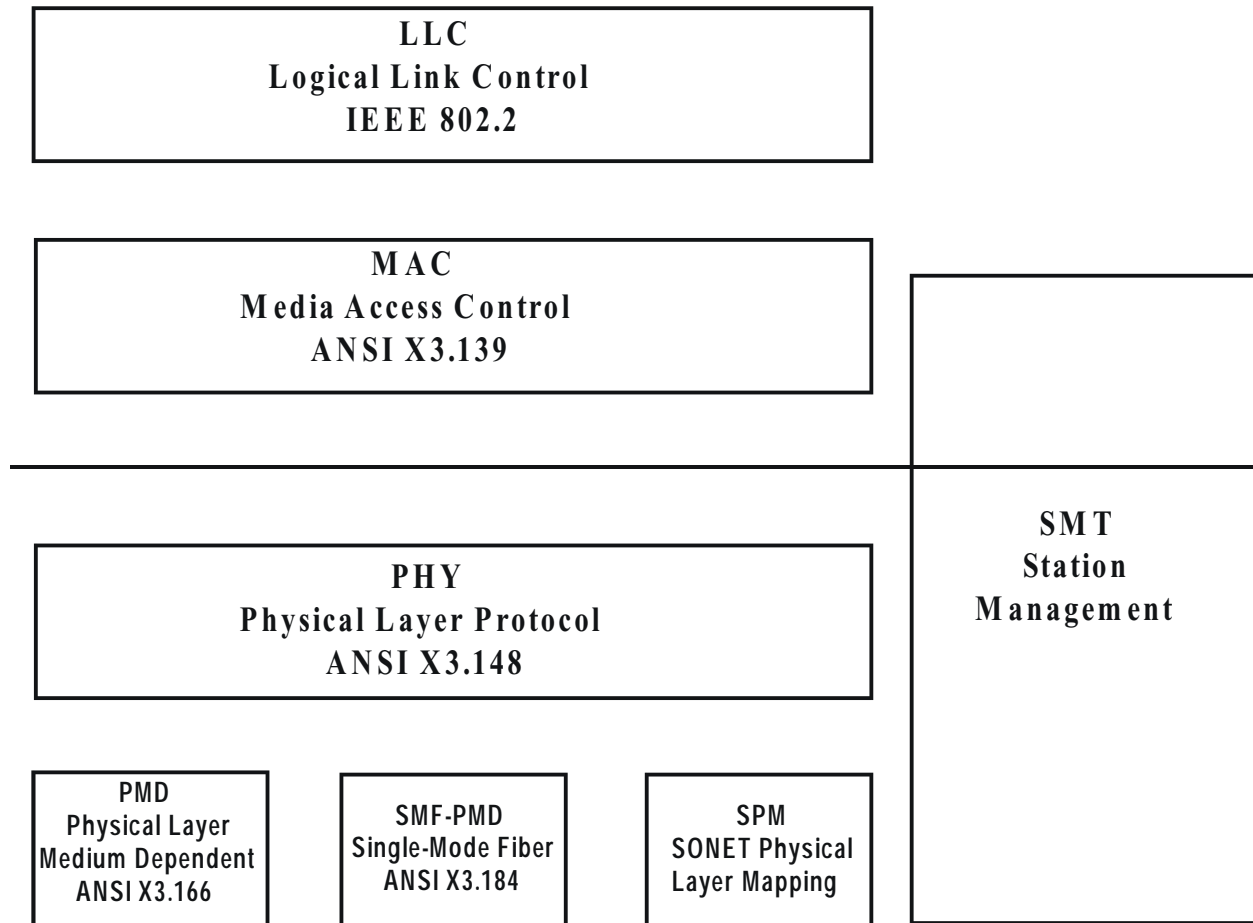 LLC
Logical Link Control
IEEE 802.2
MAC
Media Access Control
ANSI X3.139
PHY
Physical Layer Protocol
ANSI X3.148
SMT
Station
Management
PMD
Physical Layer
Medium Dependent
ANSI X3.166
SMF-PMD
Single-Mode Fiber
ANSI X3.184
SPM
SONET Physical
Layer Mapping